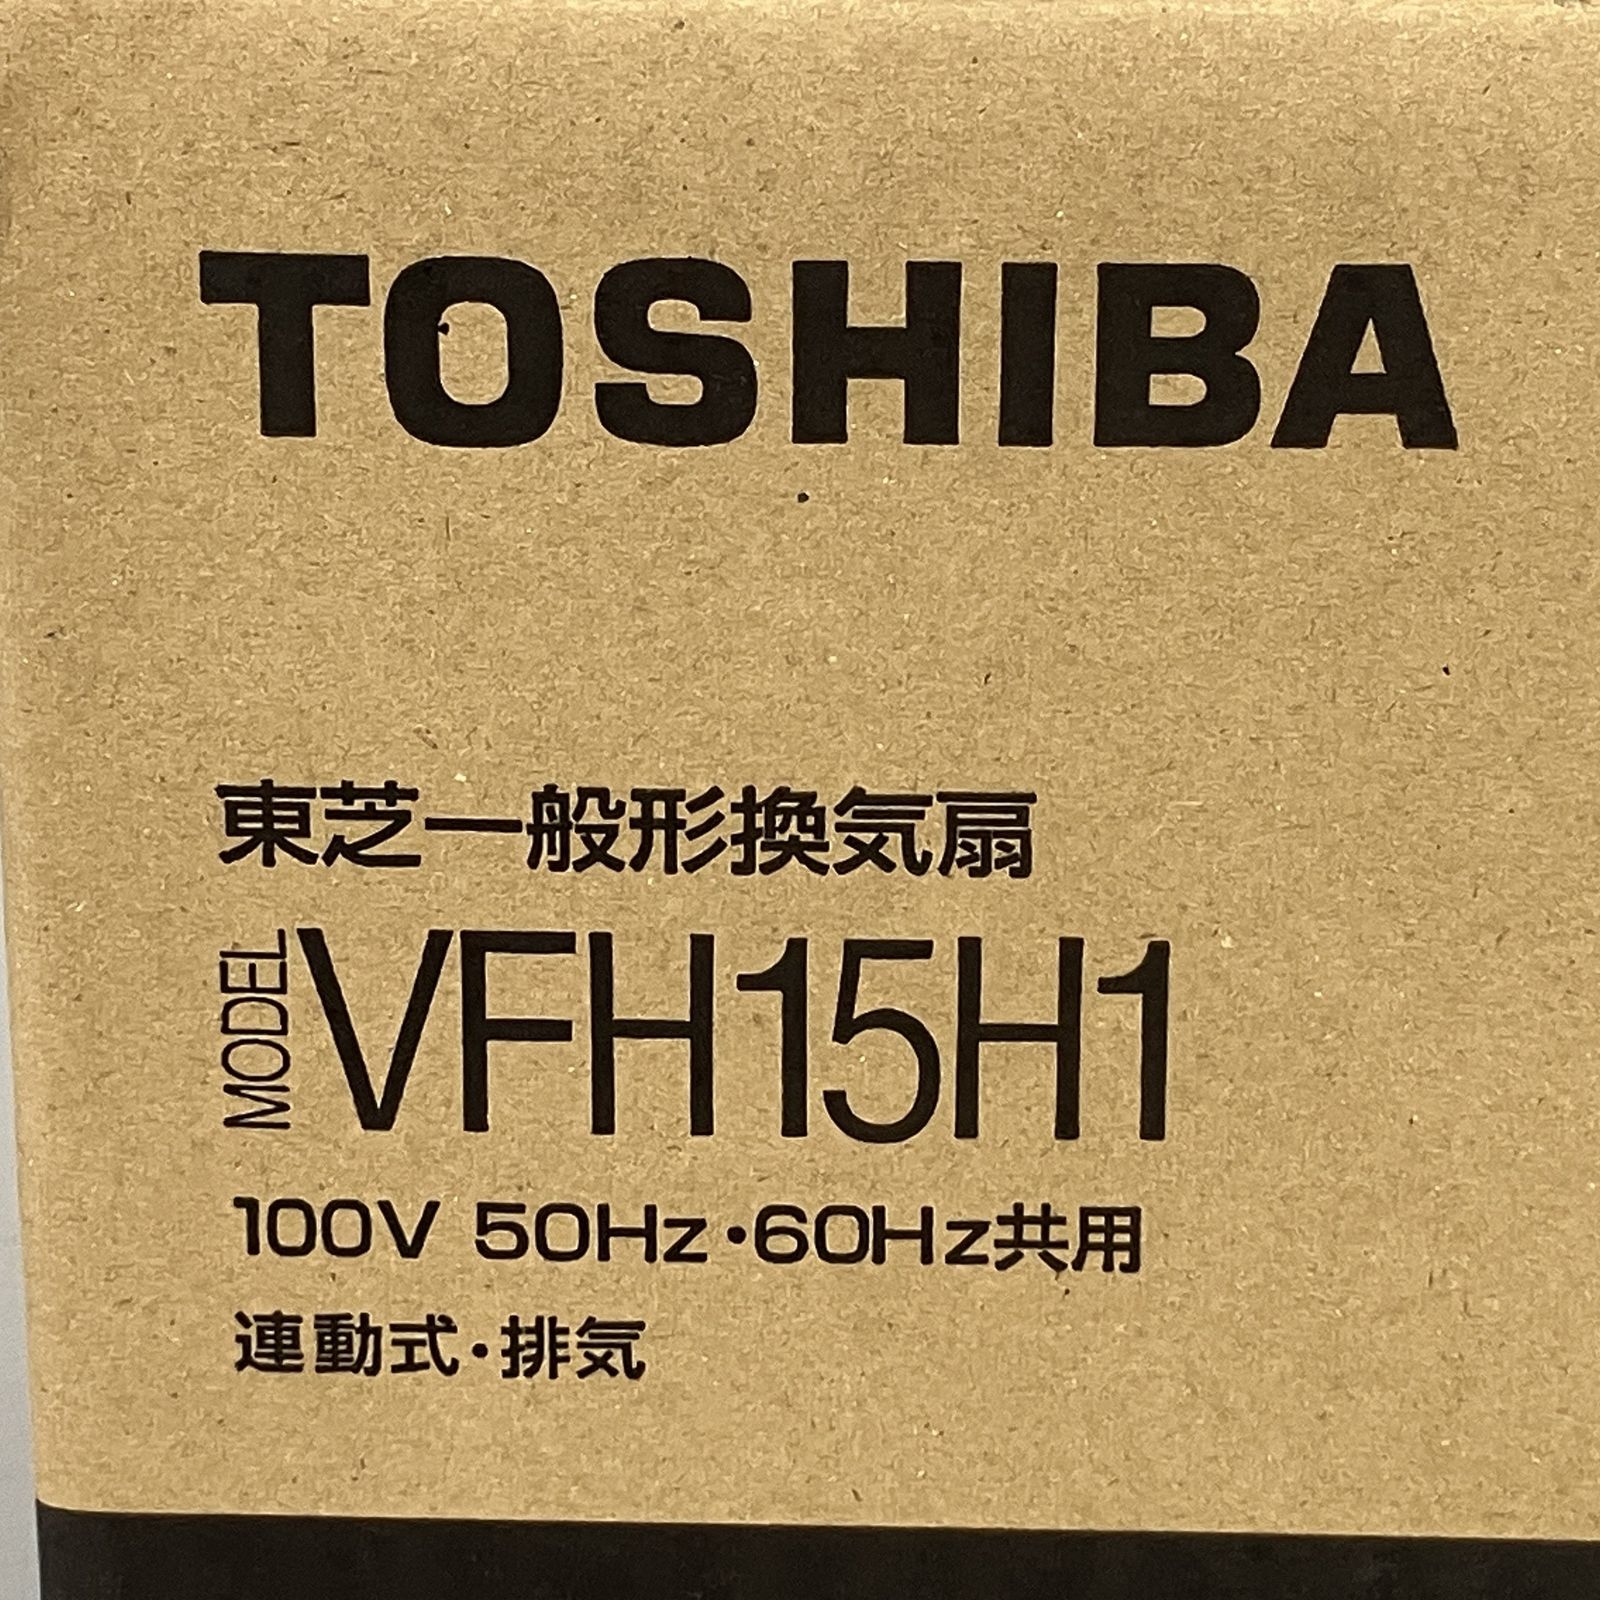 TOSHIBA
東芝一般形換気扇
MODEL VFH15H1
100V 50Hz・60Hz共用
連動式・排気